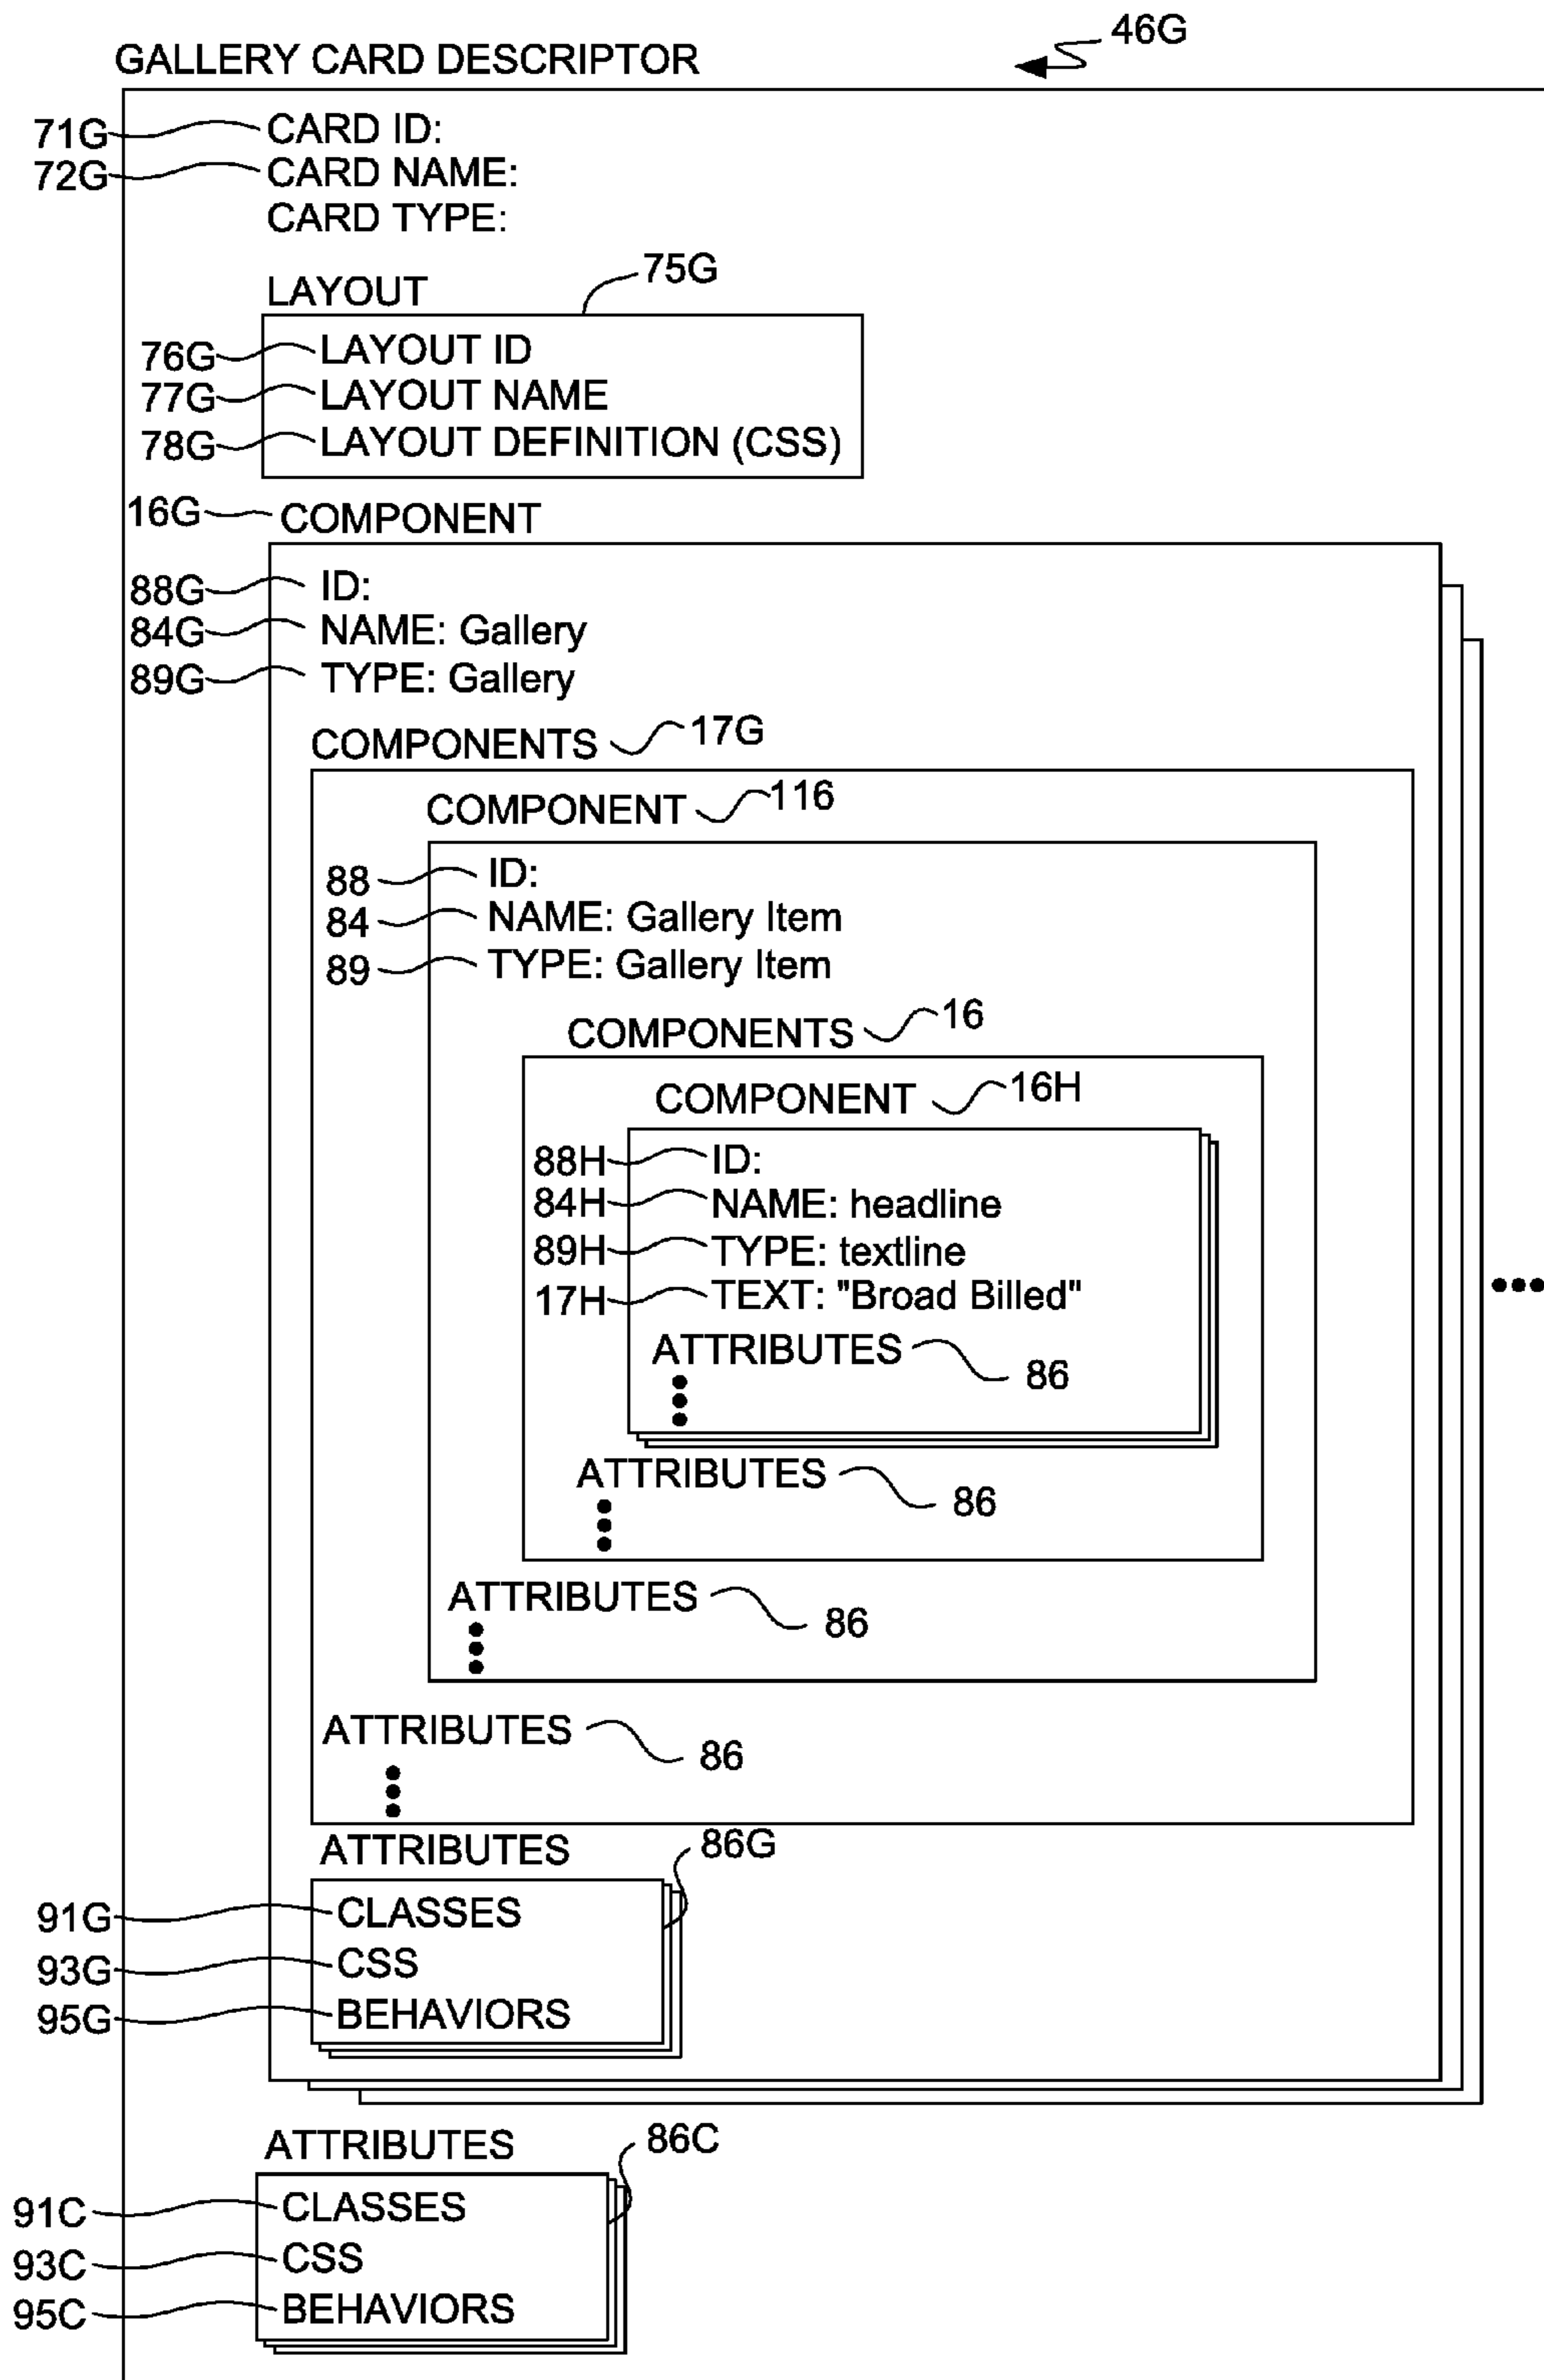 46G
GALLERY CARD DESCRIPTOR
71G CARD ID:
72G CARD NAME:
CARD TYPE:
75G
LAYOUT
76G LAYOUT ID
77G LAYOUT NAME
78G LAYOUT DEFINITION (CSS)
16G COMPONENT
88G ID:
84G NAME: Gallery
89G TYPE: Gallery
COMPONENTS 17G
COMPONENT 116
88 ID:
84 NAME: Gallery Item
89 TYPE: Gallery Item
COMPONENTS 16
COMPONENT 16H
88H ID:
84H NAME: headline
89H TYPE: textline
17H TEXT: "Broad Billed"
ATTRIBUTES 86
ATTRIBUTES 86
ATTRIBUTES 86
ATTRIBUTES 86
ATTRIBUTES 86G
91G CLASSES
93G CSS
95G BEHAVIORS
ATTRIBUTES 86C
91C CLASSES
93C CSS
95C BEHAVIORS